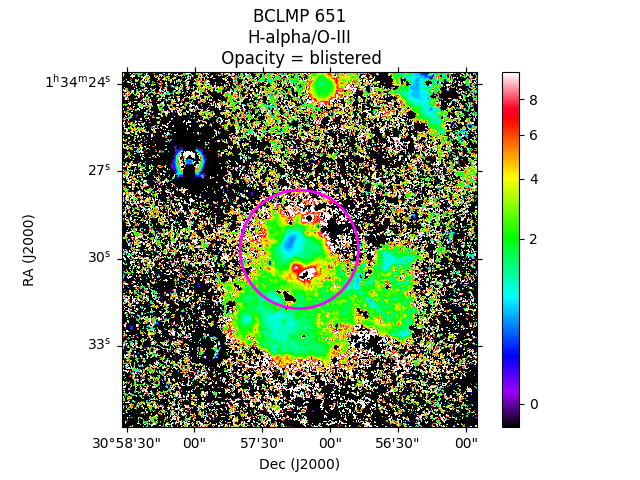 BCLMP 651
H-alpha/O-III
Opacity = blistered
1ʰ34ᵐ24ˢ
27ˢ
30ˢ
33ˢ
RA (J2000)
30°58'30" 00" 57'30" 00" 56'30" 00"
Dec (J2000)
8
6
4
2
0